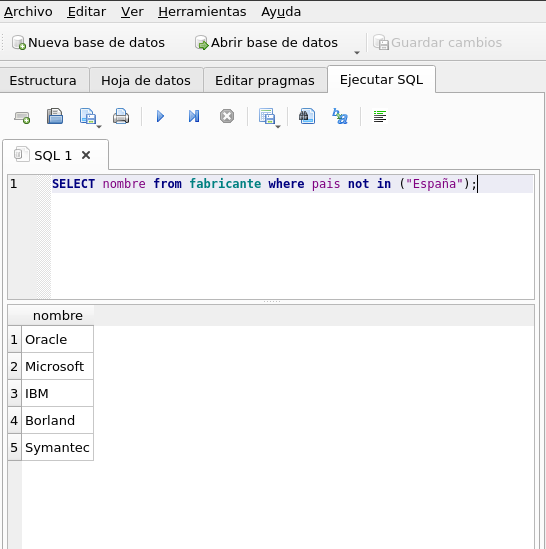 Archivo Editar Ver Herramientas Ayuda
Nueva base de datos Abrir base de datos Guardar cambios
Estructura Hoja de datos Editar pragmas Ejecutar SQL
SQL 1
1 SELECT nombre from fabricante where pais not in ("España");
nombre
1 Oracle
2 Microsoft
3 IBM
4 Borland
5 Symantec